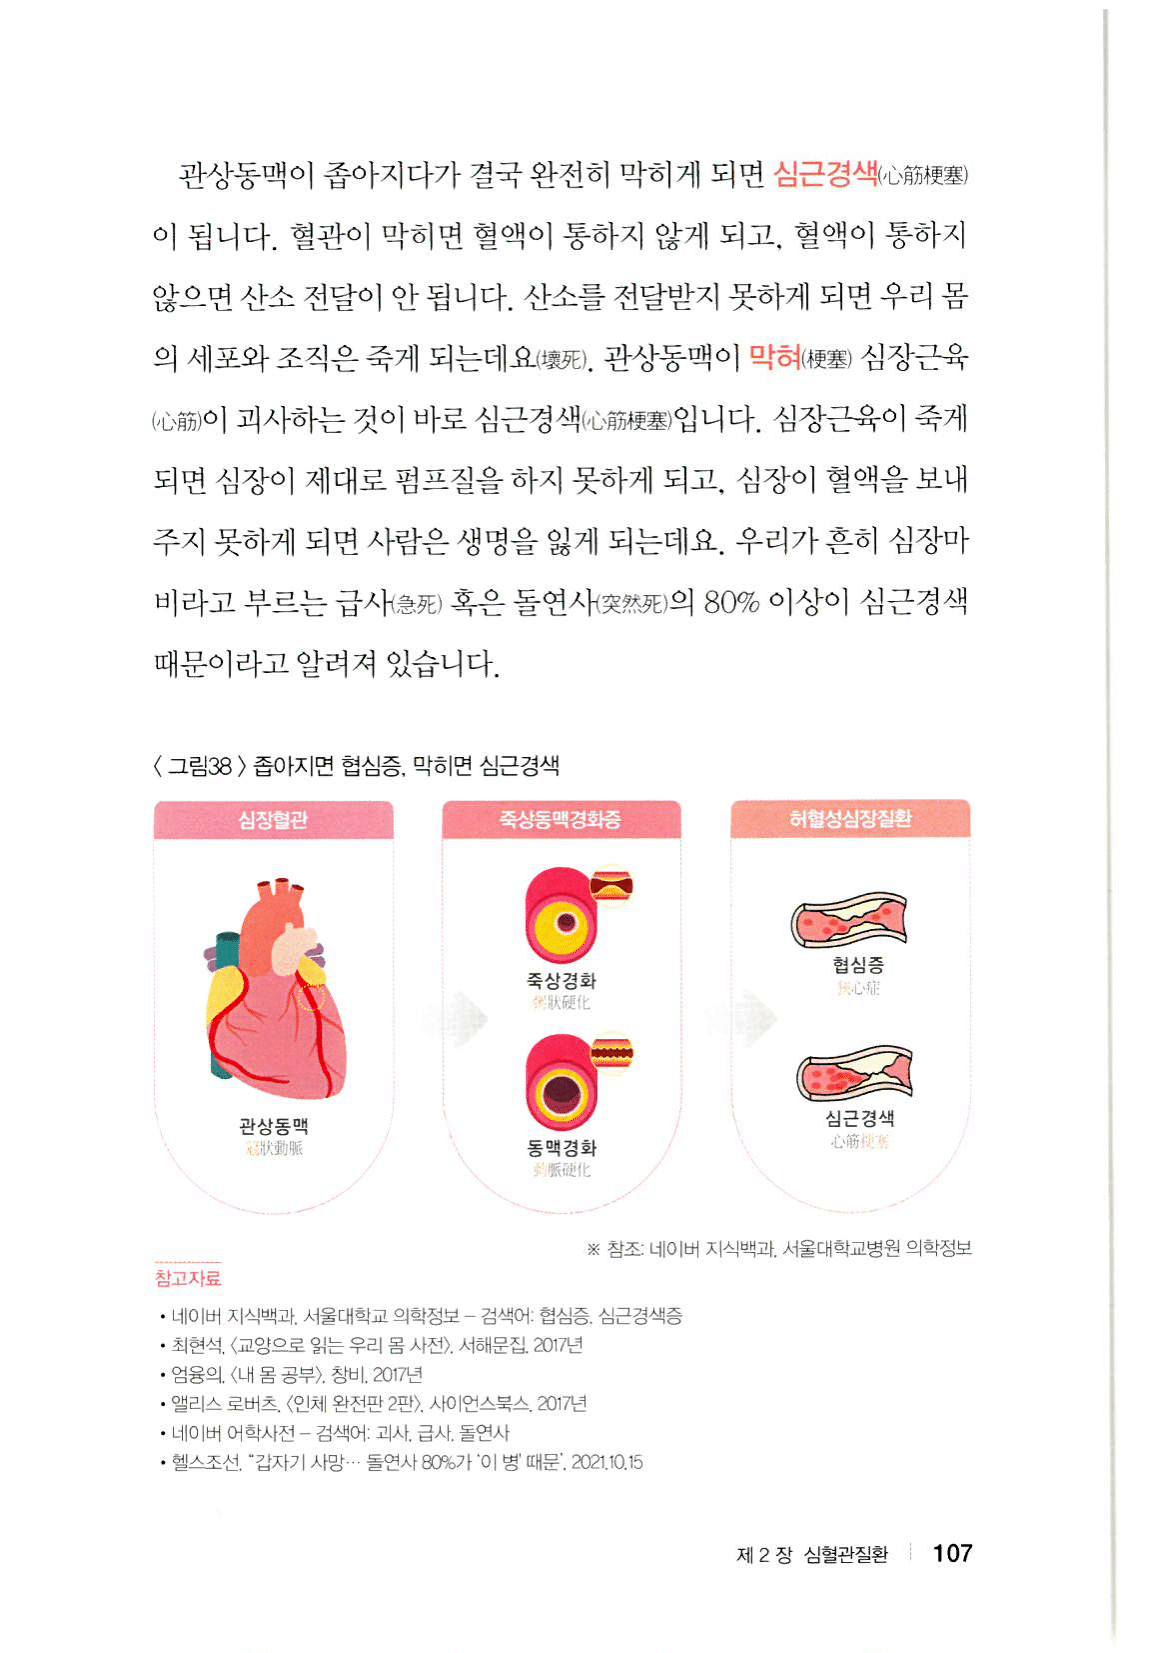 관상동맥이 좁아지다가 결국 완전히 막히게 되면 심근경색(心筋梗塞)
이 됩니다. 혈관이 막히면 혈액이 통하지 않게 되고, 혈액이 통하지
않으면 산소 전달이 안 됩니다. 산소를 전달받지 못하게 되면 우리 몸
의 세포와 조직은 죽게 되는데요(壞死). 관상동맥이 막혀(梗塞) 심장근육
(心筋)이 괴사하는 것이 바로 심근경색(心筋梗塞)입니다. 심장근육이 죽게
되면 심장이 제대로 펌프질을 하지 못하게 되고, 심장이 혈액을 보내
주지 못하게 되면 사람은 생명을 잃게 되는데요. 우리가 흔히 심장마
비라고 부르는 급사(急死) 혹은 돌연사(突然死)의 80% 이상이 심근경색
때문이라고 알려져 있습니다.
〈그림38〉 좁아지면 협심증, 막히면 심근경색
심장혈관
관상동맥
冠狀動脈
죽상동맥경화증
죽상경화
粥狀硬化
동맥경화
動脈硬化
허혈성심장질환
협심증
狹心症
심근경색
心筋梗塞
※ 참조: 네이버 지식백과, 서울대학교병원 의학정보
참고자료
• 네이버 지식백과, 서울대학교 의학정보 – 검색어: 협심증, 심근경색증
• 최현석, 〈교양으로 읽는 우리 몸 사전〉, 서해문집, 2017년
• 엄융의, 〈내 몸 공부〉, 창비, 2017년
• 앨리스 로버츠, 〈인체 완전판 2판〉, 사이언스북스, 2017년
• 네이버 어학사전 – 검색어: 괴사, 급사, 돌연사
• 헬스조선, "갑자기 사망… 돌연사 80%가 '이 병' 때문", 2021.10.15
제 2 장 심혈관질환 | 107